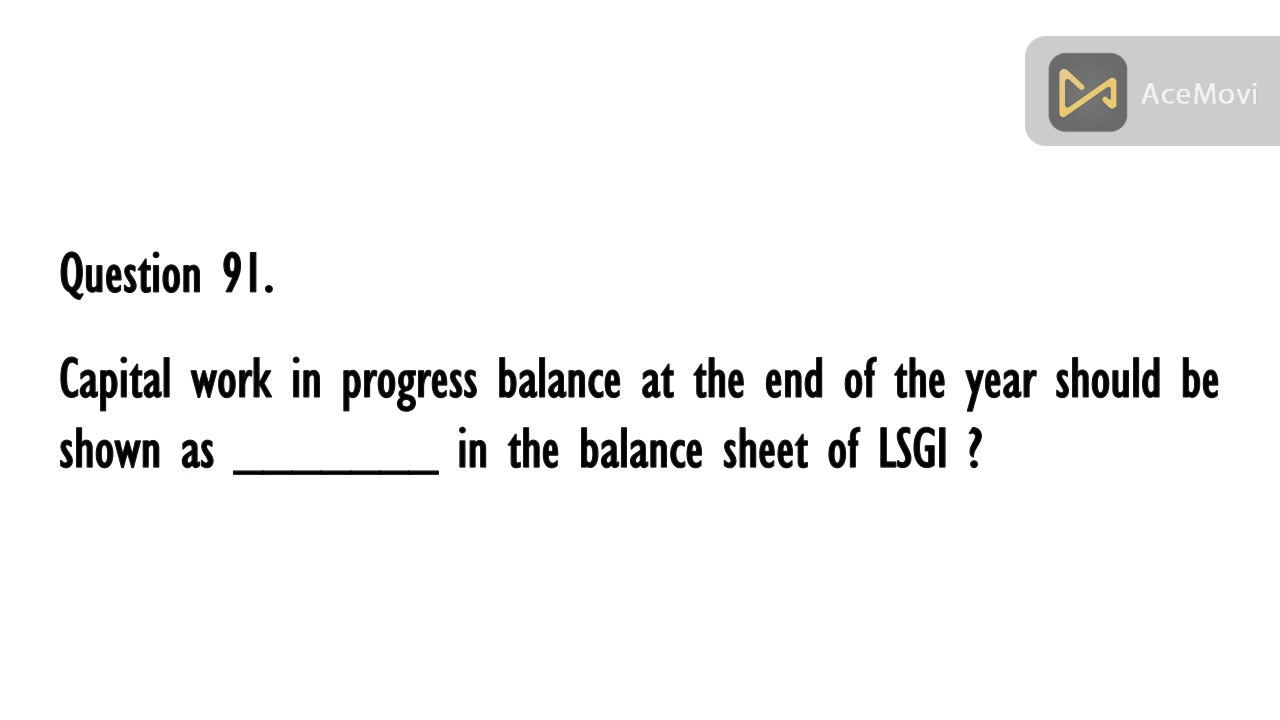 AceMovi
Question 91.
Capital work in progress balance at the end of the year should be
shown as ________ in the balance sheet of LSGI ?